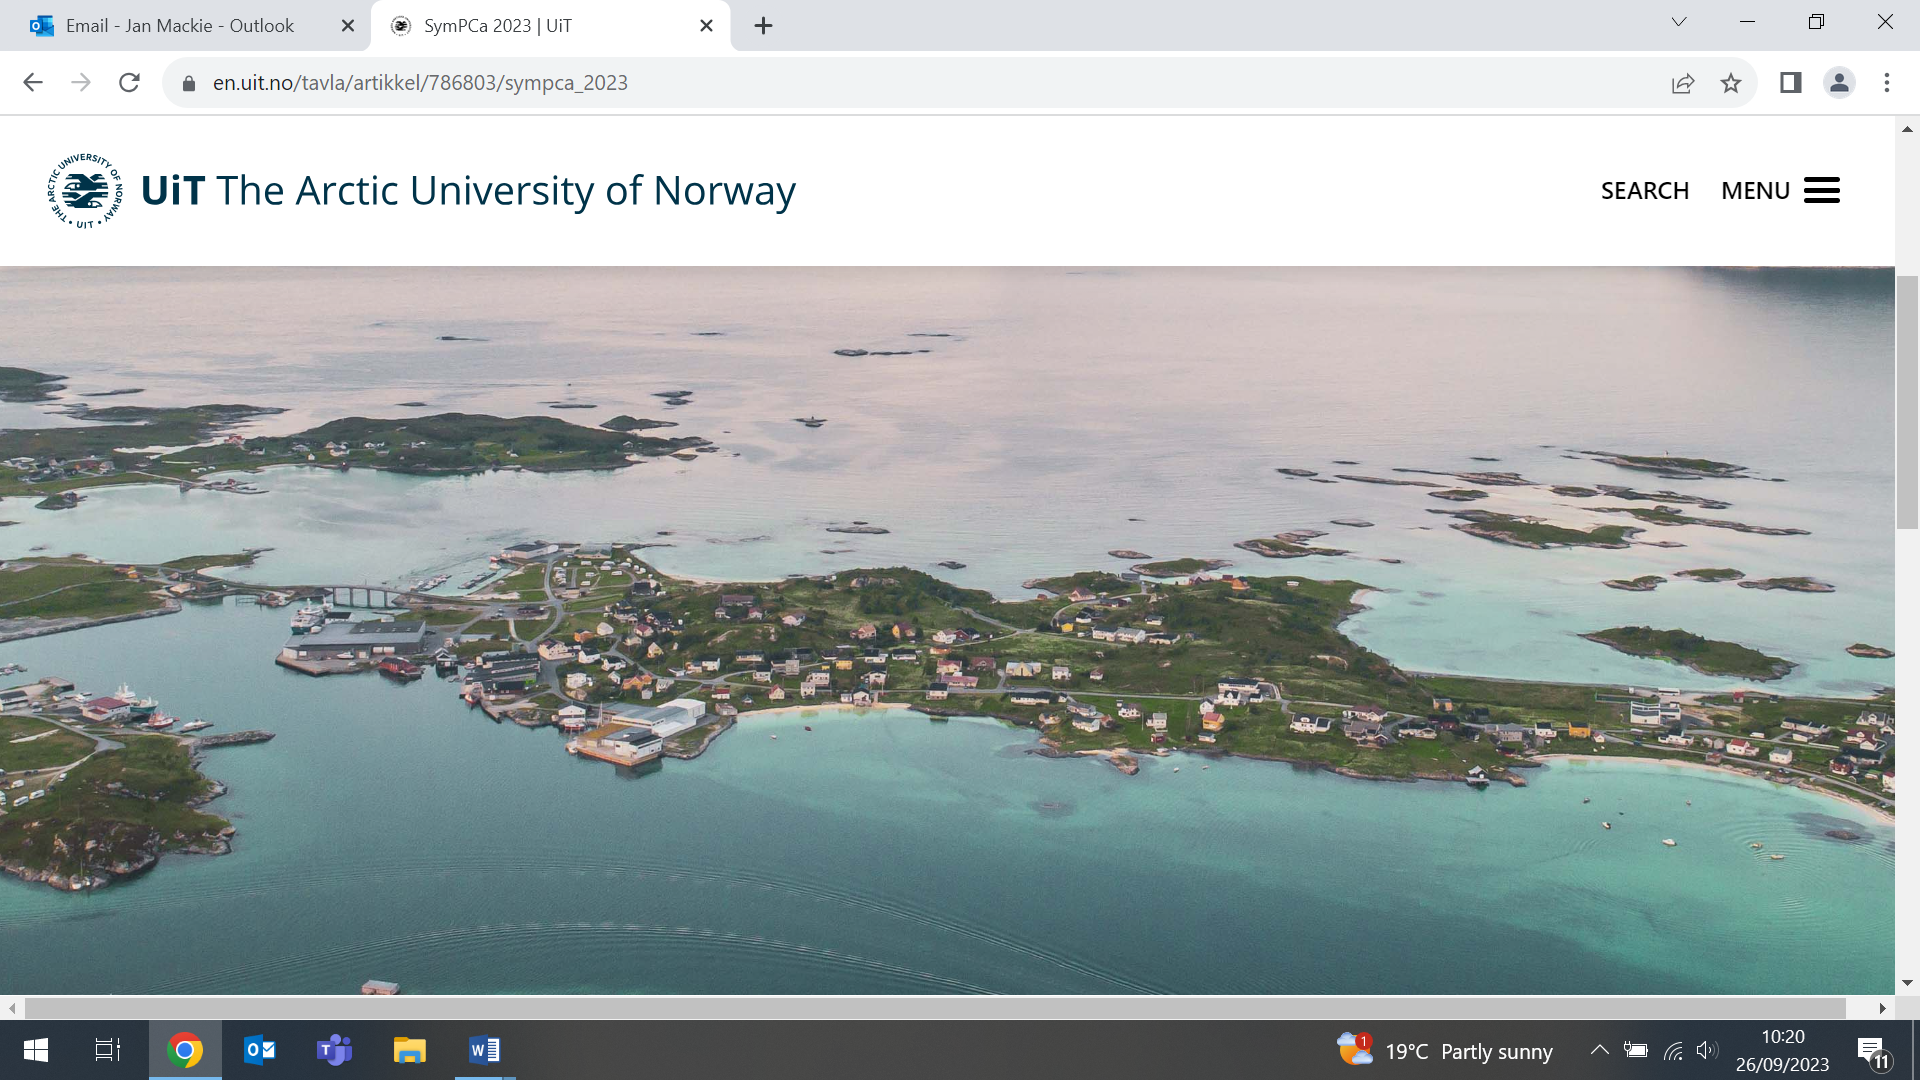 Email - Jan Mackie - Outlook
SymPCa 2023 | UiT
en.uit.no/tavla/artikkel/786803/sympca_2023
THE ARCTIC UNIVERSITY OF NORWAY • UiT •
UiT The Arctic University of Norway
SEARCH
MENU
1
19°C Partly sunny
10:20
26/09/2023
11